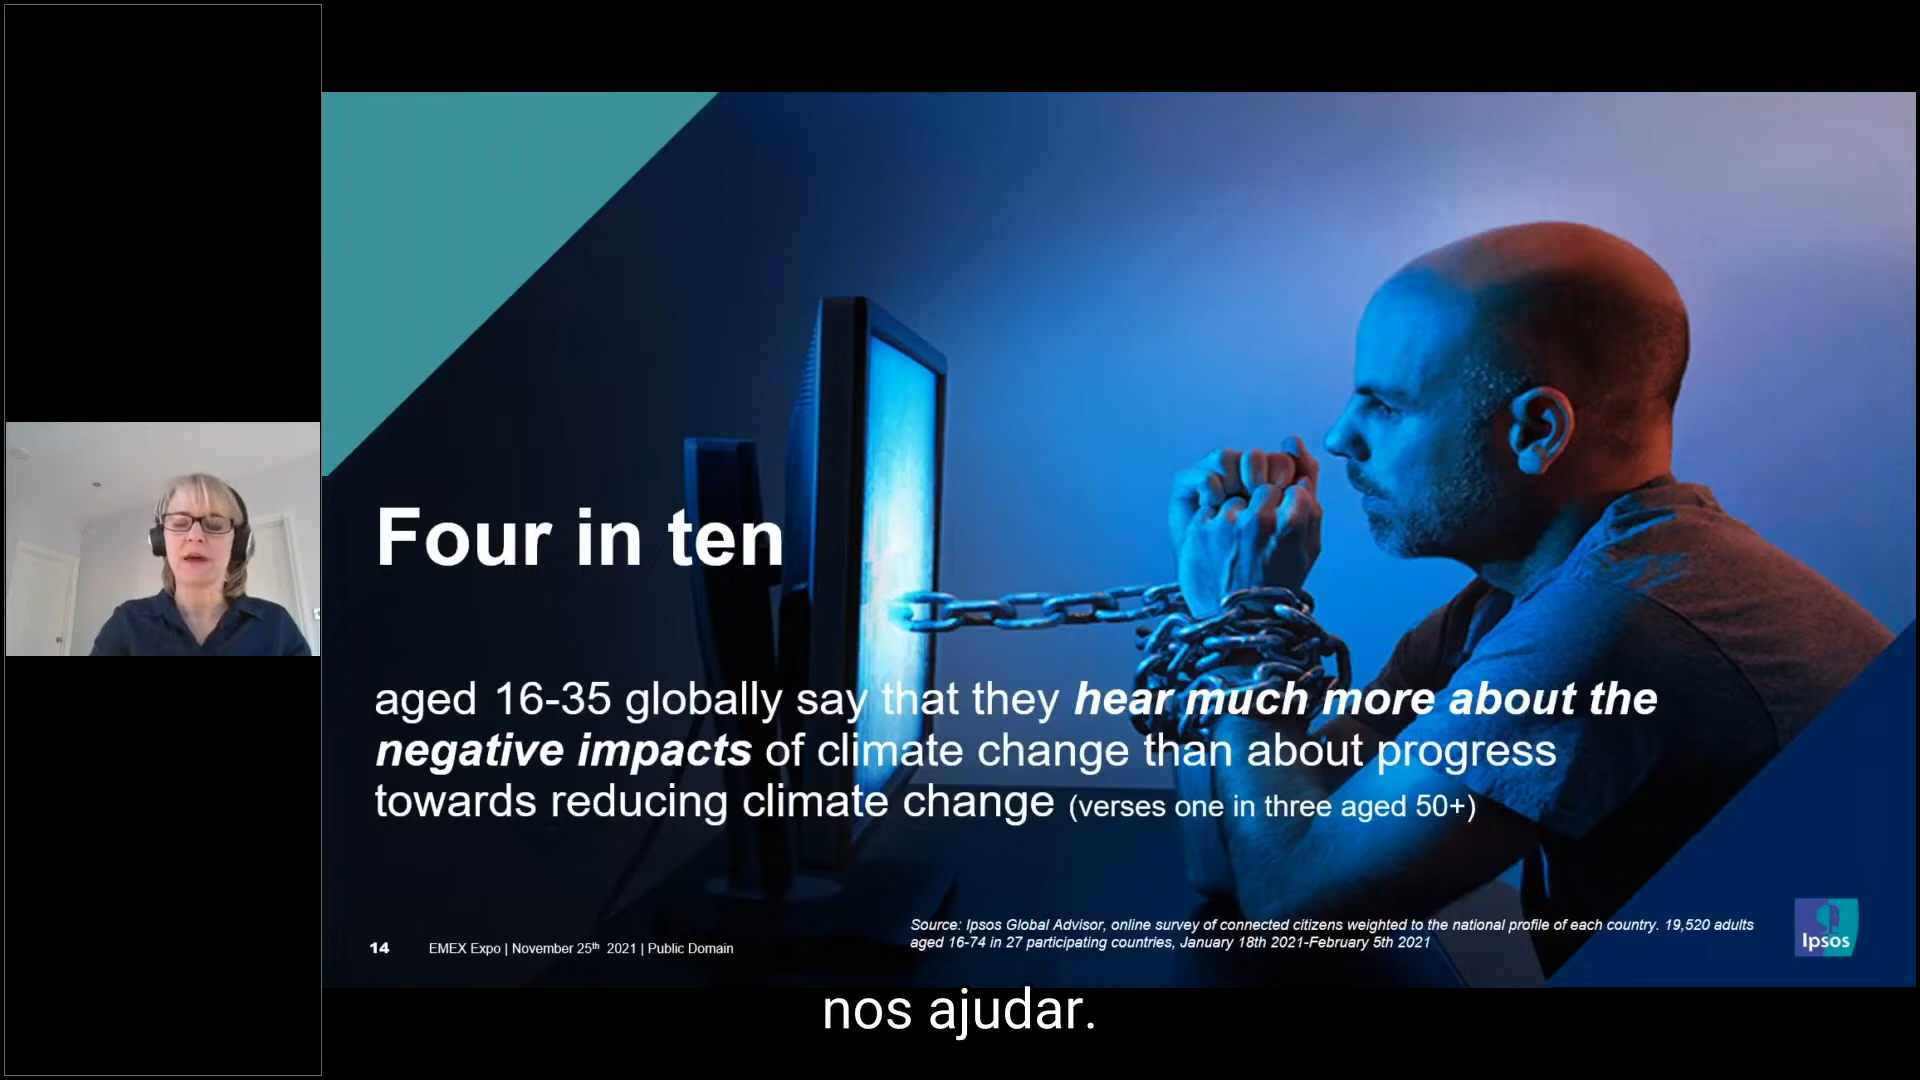 Four in ten
aged 16-35 globally say that they hear much more about the
negative impacts of climate change than about progress
towards reducing climate change (verses one in three aged 50+)
Source: Ipsos Global Advisor, online survey of connected citizens weighted to the national profile of each country. 19,520 adults
aged 16-74 in 27 participating countries, January 18th 2021-February 5th 2021
14 EMEX Expo | November 25th 2021 | Public Domain
Ipsos
nos ajudar.